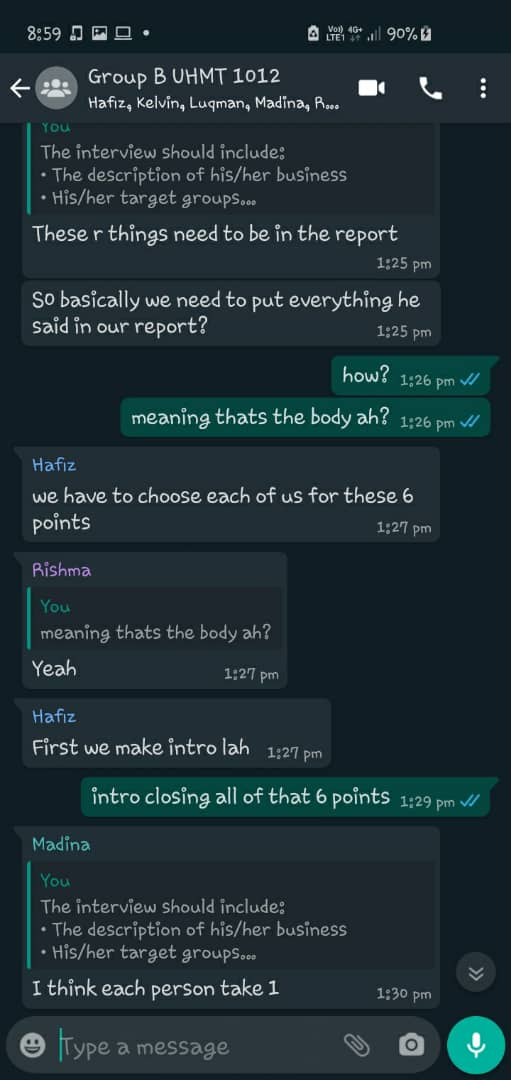 8:59
Vo)) 4G+
LTE1
90%
Group B UHMT 1012
Hafiz, Kelvin, Luqman, Madina, R...
You
The interview should include:
• The description of his/her business
• His/her target groups...
These r things need to be in the report
1:25 pm
So basically we need to put everything he
said in our report?
1:25 pm
how?
1:26 pm
meaning thats the body ah?
1:26 pm
Hafiz
we have to choose each of us for these 6
points
1:27 pm
Rishma
You
meaning thats the body ah?
Yeah
1:27 pm
Hafiz
First we make intro lah
1:27 pm
intro closing all of that 6 points
1:29 pm
Madina
You
The interview should include:
• The description of his/her business
• His/her target groups...
I think each person take 1
1:30 pm
Type a message